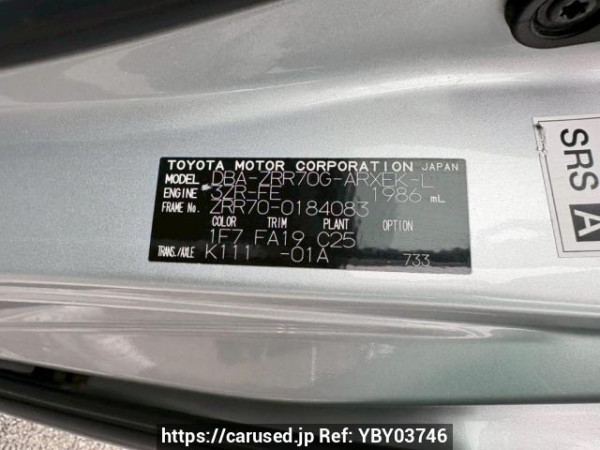 TOYOTA MOTOR CORPORATION JAPAN
MODEL DBA-ZRR70G-ARXEK-L
ENGINE 3ZR-FE 1986 mL
FRAME No. ZRR70-0184083
COLOR TRIM PLANT OPTION
1F7 FA19 C25
TRANS./AXLE K111 -01A 733
SRS A
https://carused.jp Ref: YBY03746